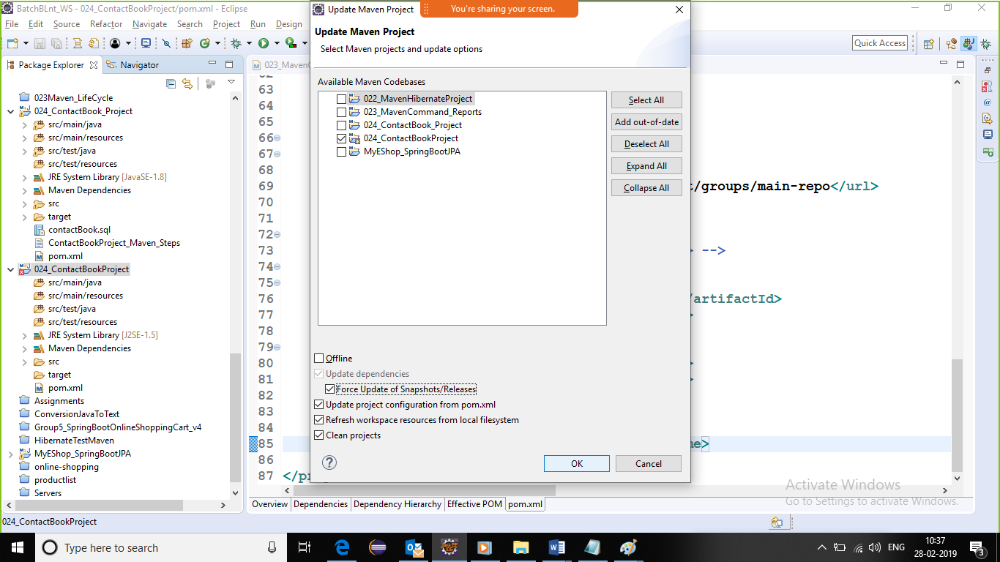 BatchBLnt_WS - 024_ContactBookProject/pom.xml - Eclipse
File Edit Source Refactor Navigate Search Project Run Design
Quick Access
Package Explorer Navigator
023Maven_LifeCycle
024_ContactBook_Project
src/main/java
src/main/resources
src/test/java
src/test/resources
JRE System Library [JavaSE-1.8]
Maven Dependencies
src
target
contactBook.sql
ContactBookProject_Maven_Steps
pom.xml
024_ContactBookProject
src/main/java
src/main/resources
src/test/java
src/test/resources
JRE System Library [J2SE-1.5]
Maven Dependencies
src
target
pom.xml
Assignments
ConversionJavaToText
Group5_SpringBootOnlineShoppingCart_v4
HibernateTestMaven
MyEShop_SpringBootJPA
online-shopping
productlist
Servers
024_ContactBookProject
Update Maven Project
You're sharing your screen.
Update Maven Project
Select Maven projects and update options
Available Maven Codebases
022_MavenHibernateProject
023_MavenCommand_Reports
024_ContactBook_Project
024_ContactBookProject
MyEShop_SpringBootJPA
Select All
Add out-of-date
Deselect All
Expand All
Collapse All
Offline
Update dependencies
Force Update of Snapshots/Releases
Update project configuration from pom.xml
Refresh workspace resources from local filesystem
Clean projects
OK Cancel
023_MavenC
62
63
64
65
66
67
68
69 t/groups/main-repo</url>
70
71
72
73 > -->
74
75
76 /artifactId>
77 >
78
79
80 >
81 >
82
83
84
85 me>
86
87 </pr
Overview Dependencies Dependency Hierarchy Effective POM pom.xml
Activate Windows
Go to Settings to activate Windows.
Type here to search
ENG
10:37
28-02-2019
3